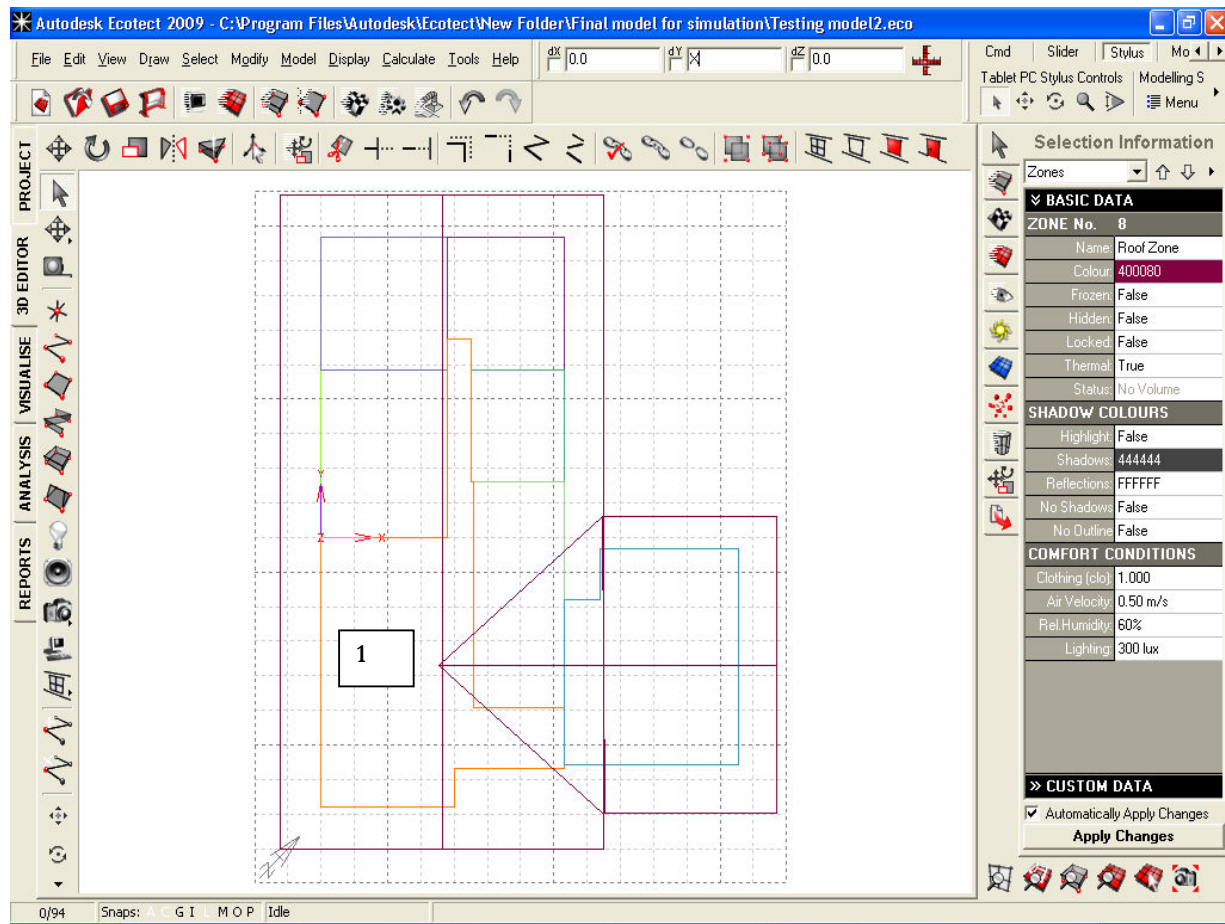 Autodesk Ecotect 2009 - C:\Program Files\Autodesk\Ecotect\New Folder\Final model for simulation\Testing model2.eco
File Edit View Draw Select Modify Model Display Calculate Tools Help
dX 0.0 dY X dZ 0.0
Cmd Slider Stylus Mo
Tablet PC Stylus Controls Modelling S
Menu
PROJECT
3D EDITOR
VISUALISE
ANALYSIS
REPORTS
Y
Z X
1
N
Selection Information
Zones
BASIC DATA
ZONE No. 8
Name: Roof Zone
Colour: 400080
Frozen: False
Hidden: False
Locked: False
Thermal: True
Status: No Volume
SHADOW COLOURS
Highlight: False
Shadows: 444444
Reflections: FFFFFF
No Shadows False
No Outline False
COMFORT CONDITIONS
Clothing (clo): 1.000
Air Velocity: 0.50 m/s
Rel.Humidity: 60%
Lighting: 300 lux
CUSTOM DATA
Automatically Apply Changes
Apply Changes
0/94 Snaps: A C G I L M O P Idle